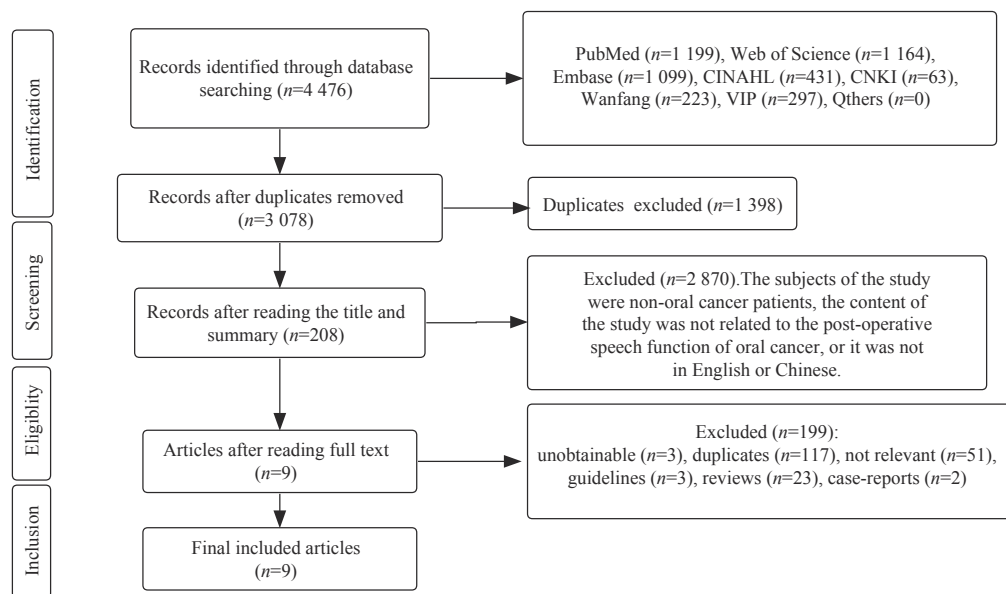 Identification
Records identified through database
searching (n=4 476)
PubMed (n=1 199), Web of Science (n=1 164),
Embase (n=1 099), CINAHL (n=431), CNKI (n=63),
Wanfang (n=223), VIP (n=297), Qthers (n=0)
Records after duplicates removed
(n=3 078)
Duplicates excluded (n=1 398)
Screening
Records after reading the title and
summary (n=208)
Excluded (n=2 870).The subjects of the study
were non-oral cancer patients, the content of
the study was not related to the post-operative
speech function of oral cancer, or it was not
in English or Chinese.
Eligiblity
Articles after reading full text
(n=9)
Excluded (n=199):
unobtainable (n=3), duplicates (n=117), not relevant (n=51),
guidelines (n=3), reviews (n=23), case-reports (n=2)
Inclusion
Final included articles
(n=9)